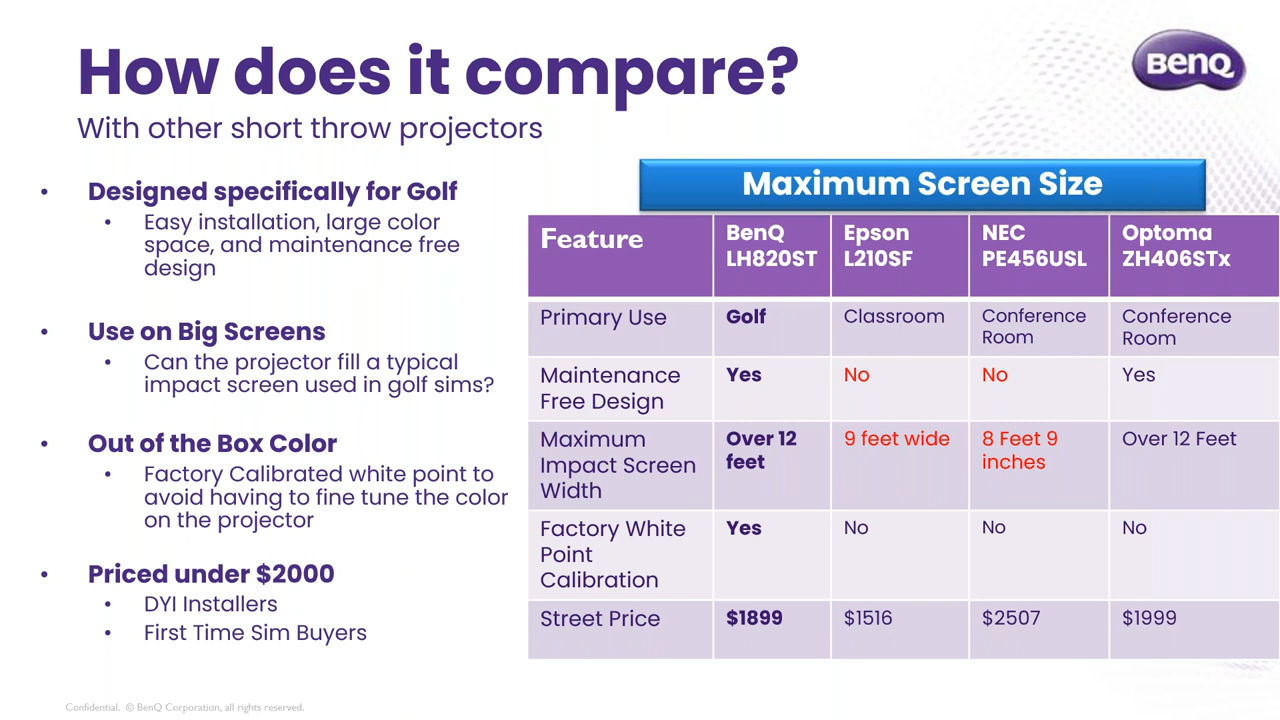 How does it compare?
With other short throw projectors
BenQ
• Designed specifically for Golf
• Easy installation, large color
space, and maintenance free
design
• Use on Big Screens
• Can the projector fill a typical
impact screen used in golf sims?
• Out of the Box Color
• Factory Calibrated white point to
avoid having to fine tune the color
on the projector
• Priced under $2000
• DYI Installers
• First Time Sim Buyers
Maximum Screen Size
Feature
BenQ
LH820ST
Epson
L210SF
NEC
PE456USL
Optoma
ZH406STx
Primary Use
Golf
Classroom
Conference
Room
Conference
Room
Maintenance
Free Design
Yes
No
No
Yes
Maximum
Impact Screen
Width
Over 12
feet
9 feet wide
8 Feet 9
inches
Over 12 Feet
Factory White
Point
Calibration
Yes
No
No
No
Street Price
$1899
$1516
$2507
$1999
Confidential. © BenQ Corporation, all rights reserved.